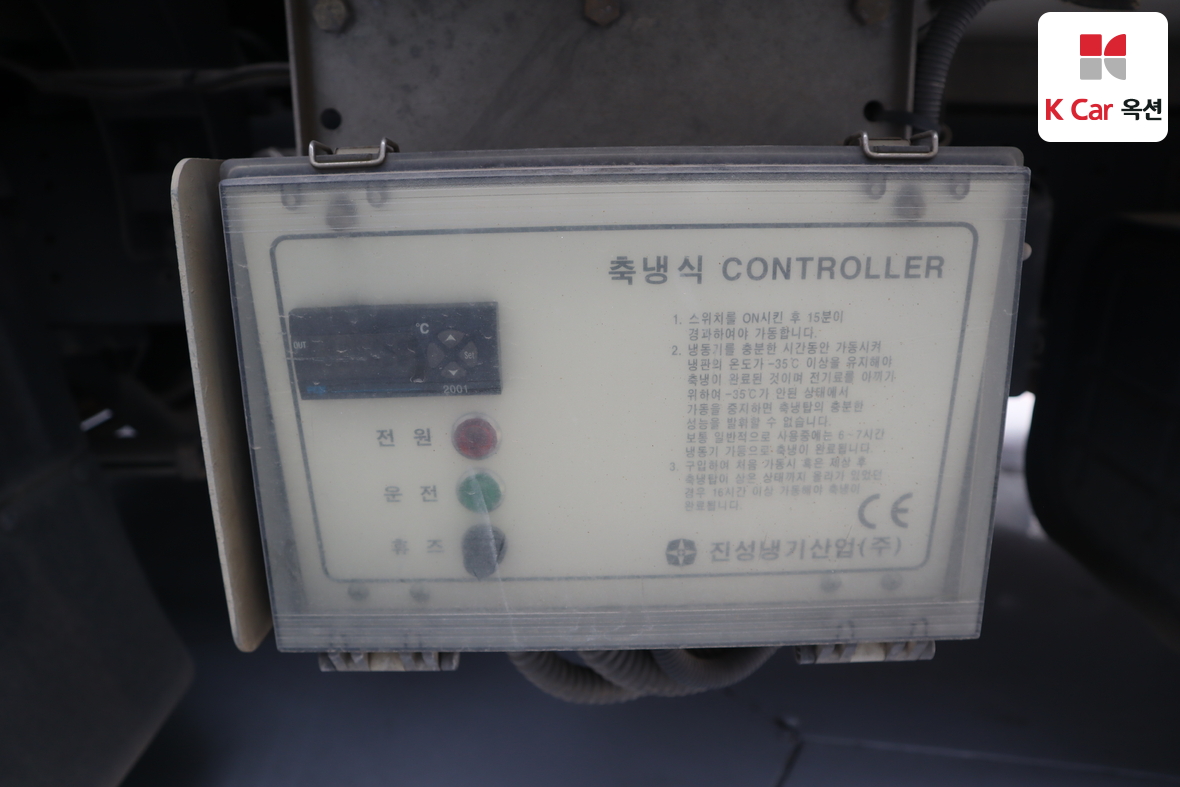 K Car 옥션
축냉식 CONTROLLER
1. 스위치를 ON시킨 후 15분이
경과하여야 가동합니다.
2. 냉동기를 충분한 시간동안 가동시켜
냉판의 온도가 -35℃ 이상을 유지해야
축냉이 완료된 것이며 전기료를 아끼기
위하여 -35℃가 안된 상태에서
가동을 중지하면 축냉탑의 충분한
성능을 발휘할 수 없습니다.
보통 일반적으로 사용중에는 6~7시간
냉동기 가동으로 축냉이 완료됩니다.
3. 구입하여 처음 가동시 혹은 제상 후
축냉탑이 상온 상태까지 올라가 있었던
경우 16시간 이상 가동해야 축냉이
완료됩니다.
CE
진성냉기산업(주)
℃
OUT
Set
2001
전 원
운 전
휴 즈